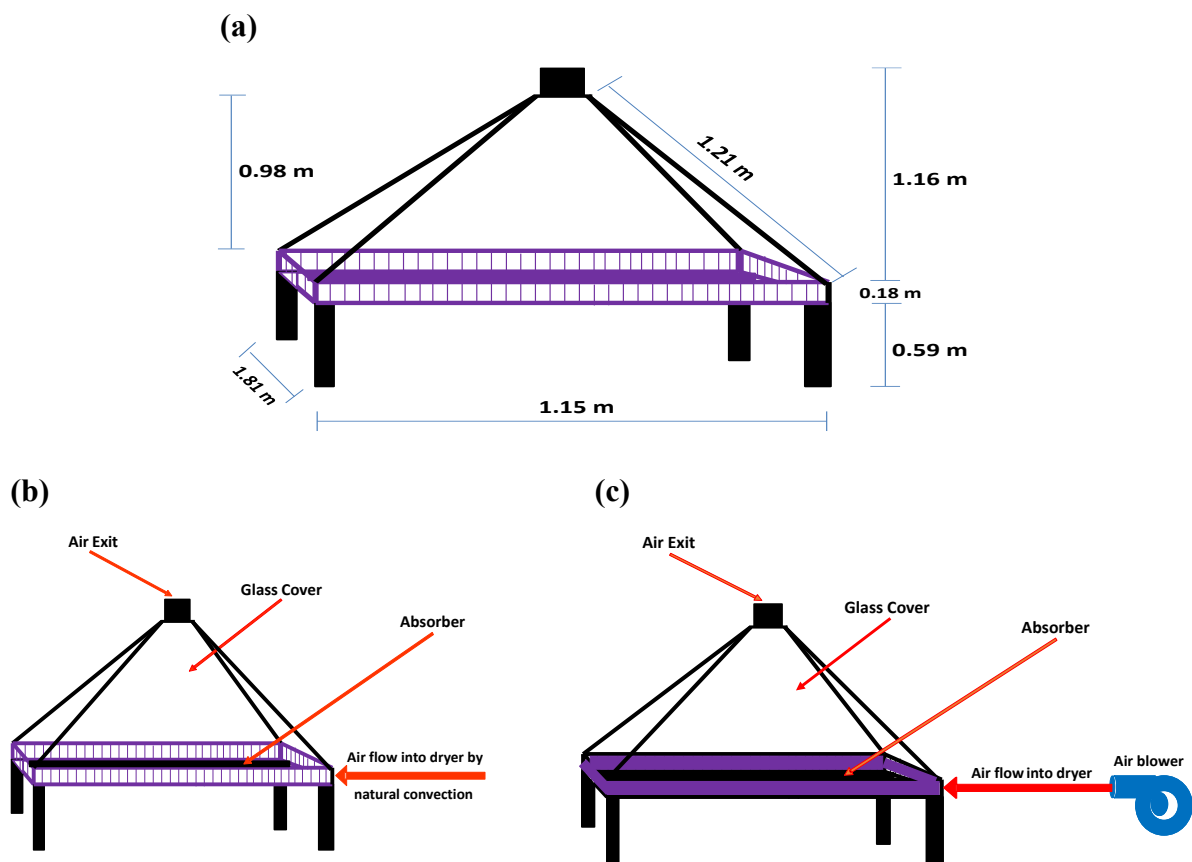 (a)
0.98 m
1.21 m
1.16 m
0.18 m
0.59 m
1.81 m
1.15 m
(b)
Air Exit
Glass Cover
Absorber
Air flow into dryer by
natural convection
(c)
Air Exit
Glass Cover
Absorber
Air flow into dryer
Air blower